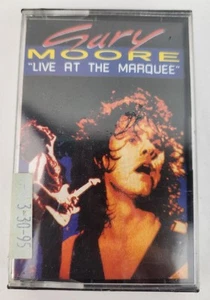 Gary
MOORE
"LIVE AT THE MARQUEE"
3-30-95